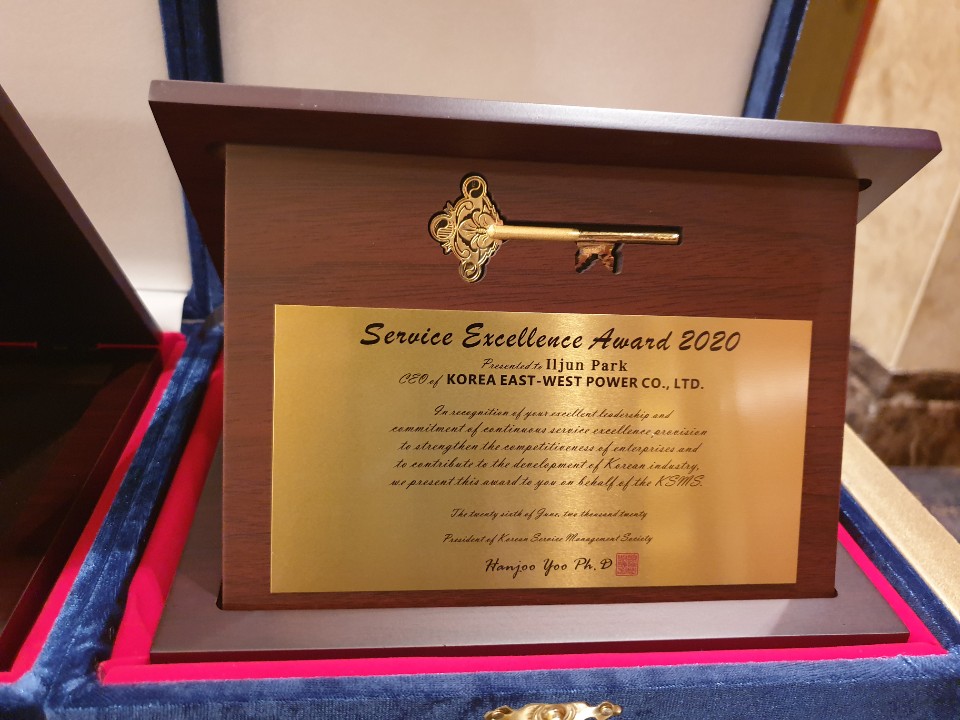 Service Excellence Award 2020
Presented to Iljun Park
CEO of KOREA EAST-WEST POWER CO., LTD.
In recognition of your excellent leadership and
commitment of continuous service excellence provision
to strengthen the competitiveness of enterprises and
to contribute to the development of Korean industry,
we present this award to you on behalf of the KSMS.
The twenty sixth of June, two thousand twenty
President of Korean Service Management Society
Hanjoo Yoo Ph. D